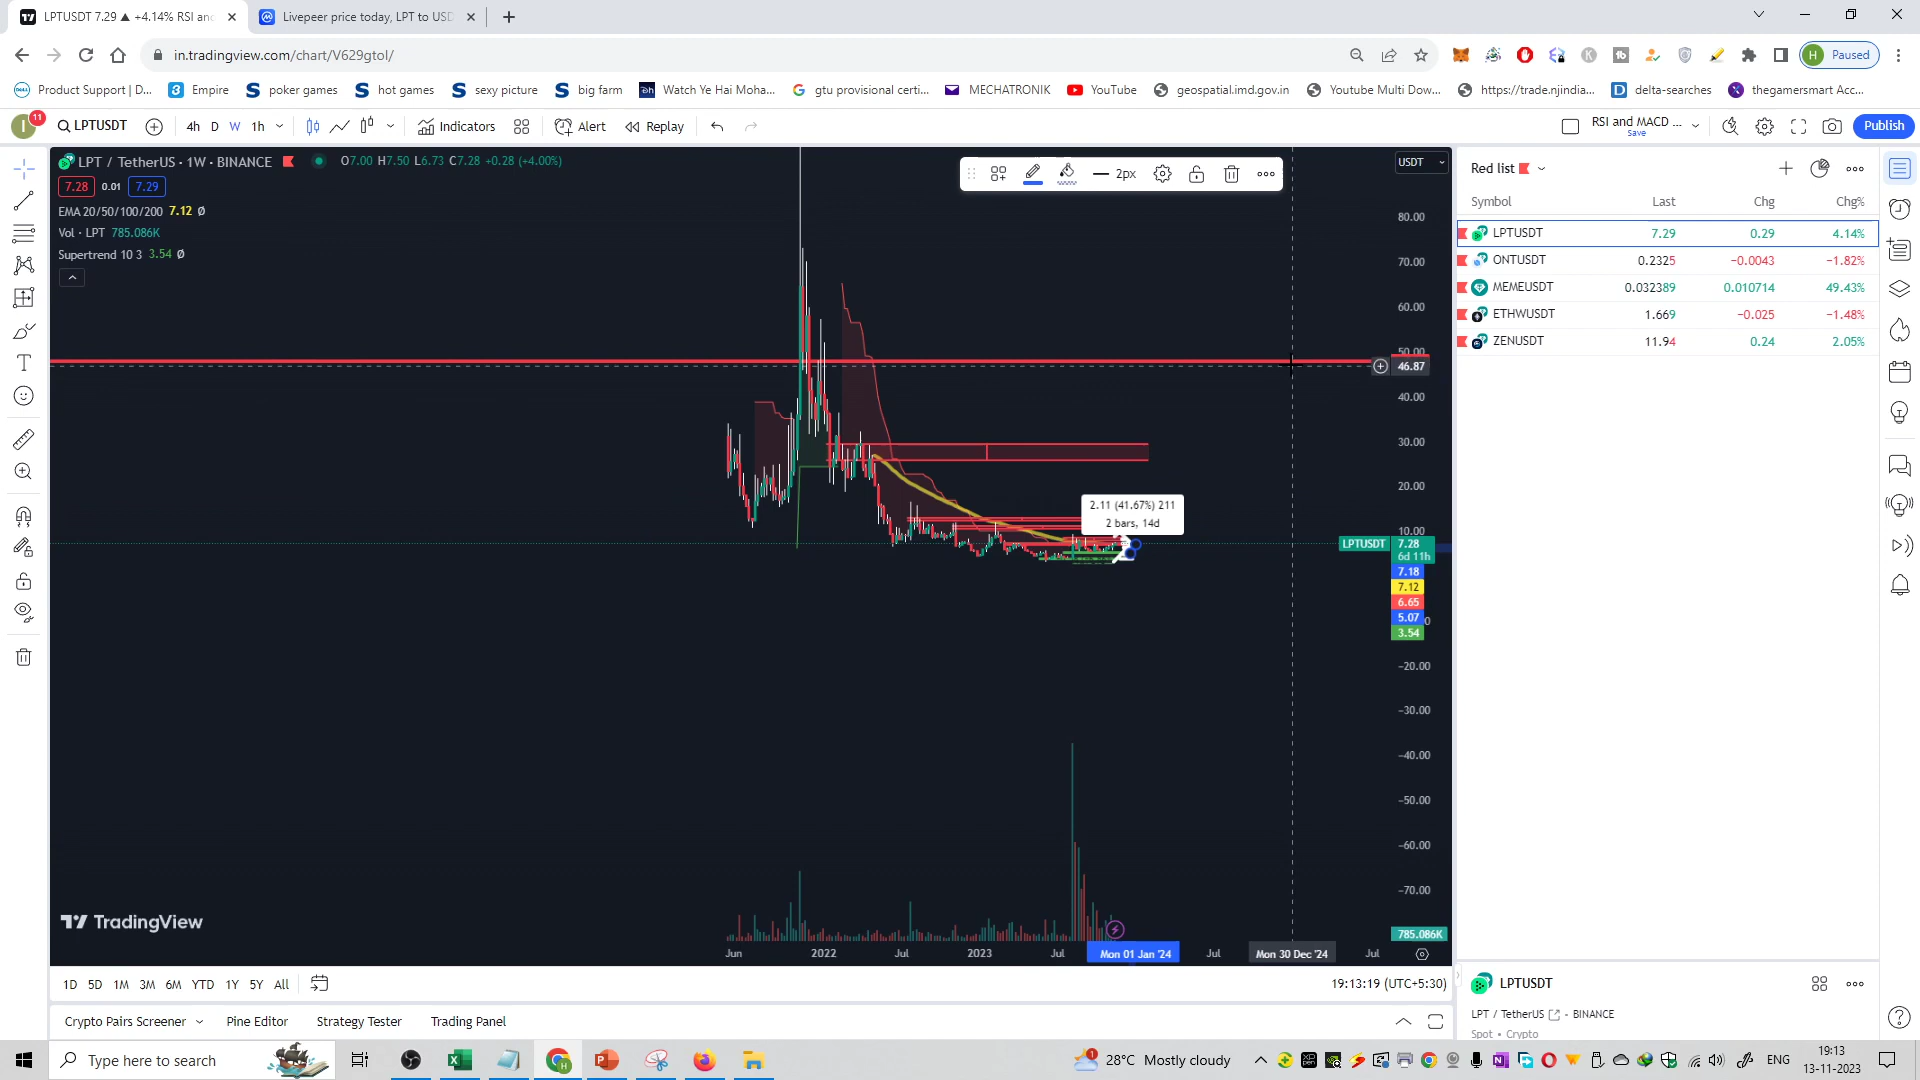 LPTUSDT 7.29 ▲ +4.14% RSI anc
Livepeer price today, LPT to USD
in.tradingview.com/chart/V629gtol/
Paused
Product Support | D...
Empire
poker games
hot games
sexy picture
big farm
Watch Ye Hai Moha...
gtu provisional certi...
MECHATRONIK
YouTube
geospatial.imd.gov.in
Youtube Multi Dow...
https://trade.njindia...
delta-searches
thegamersmart Acc...
11
LPTUSDT
4h D W 1h
Indicators
Alert
Replay
RSI and MACD ...
Save
Publish
LPT / TetherUS · 1W · BINANCE
O7.00 H7.50 L6.73 C7.28 +0.28 (+4.00%)
7.28 0.01 7.29
EMA 20/50/100/200 7.12 Ø
Vol · LPT 785.086K
Supertrend 10 3 3.54 Ø
2px
USDT
80.00
70.00
60.00
50.00
46.87
40.00
30.00
20.00
10.00
2.11 (41.67%) 211
2 bars, 14d
LPTUSDT 7.28
6d 11h
7.18
7.12
6.65
5.07
3.54
−20.00
−30.00
−40.00
−50.00
−60.00
−70.00
785.086K
TradingView
Jun 2022 Jul 2023 Jul Mon 01 Jan '24 Jul Mon 30 Dec '24 Jul
1D 5D 1M 3M 6M YTD 1Y 5Y All
19:13:19 (UTC+5:30)
Crypto Pairs Screener
Pine Editor
Strategy Tester
Trading Panel
Red list
Symbol Last Chg Chg%
LPTUSDT 7.29 0.29 4.14%
ONTUSDT 0.2325 −0.0043 −1.82%
MEMEUSDT 0.032389 0.010714 49.43%
ETHWUSDT 1.669 −0.025 −1.48%
ZENUSDT 11.94 0.24 2.05%
LPTUSDT
LPT / TetherUS · BINANCE
Spot • Crypto
Type here to search
28°C Mostly cloudy
ENG
19:13
13-11-2023